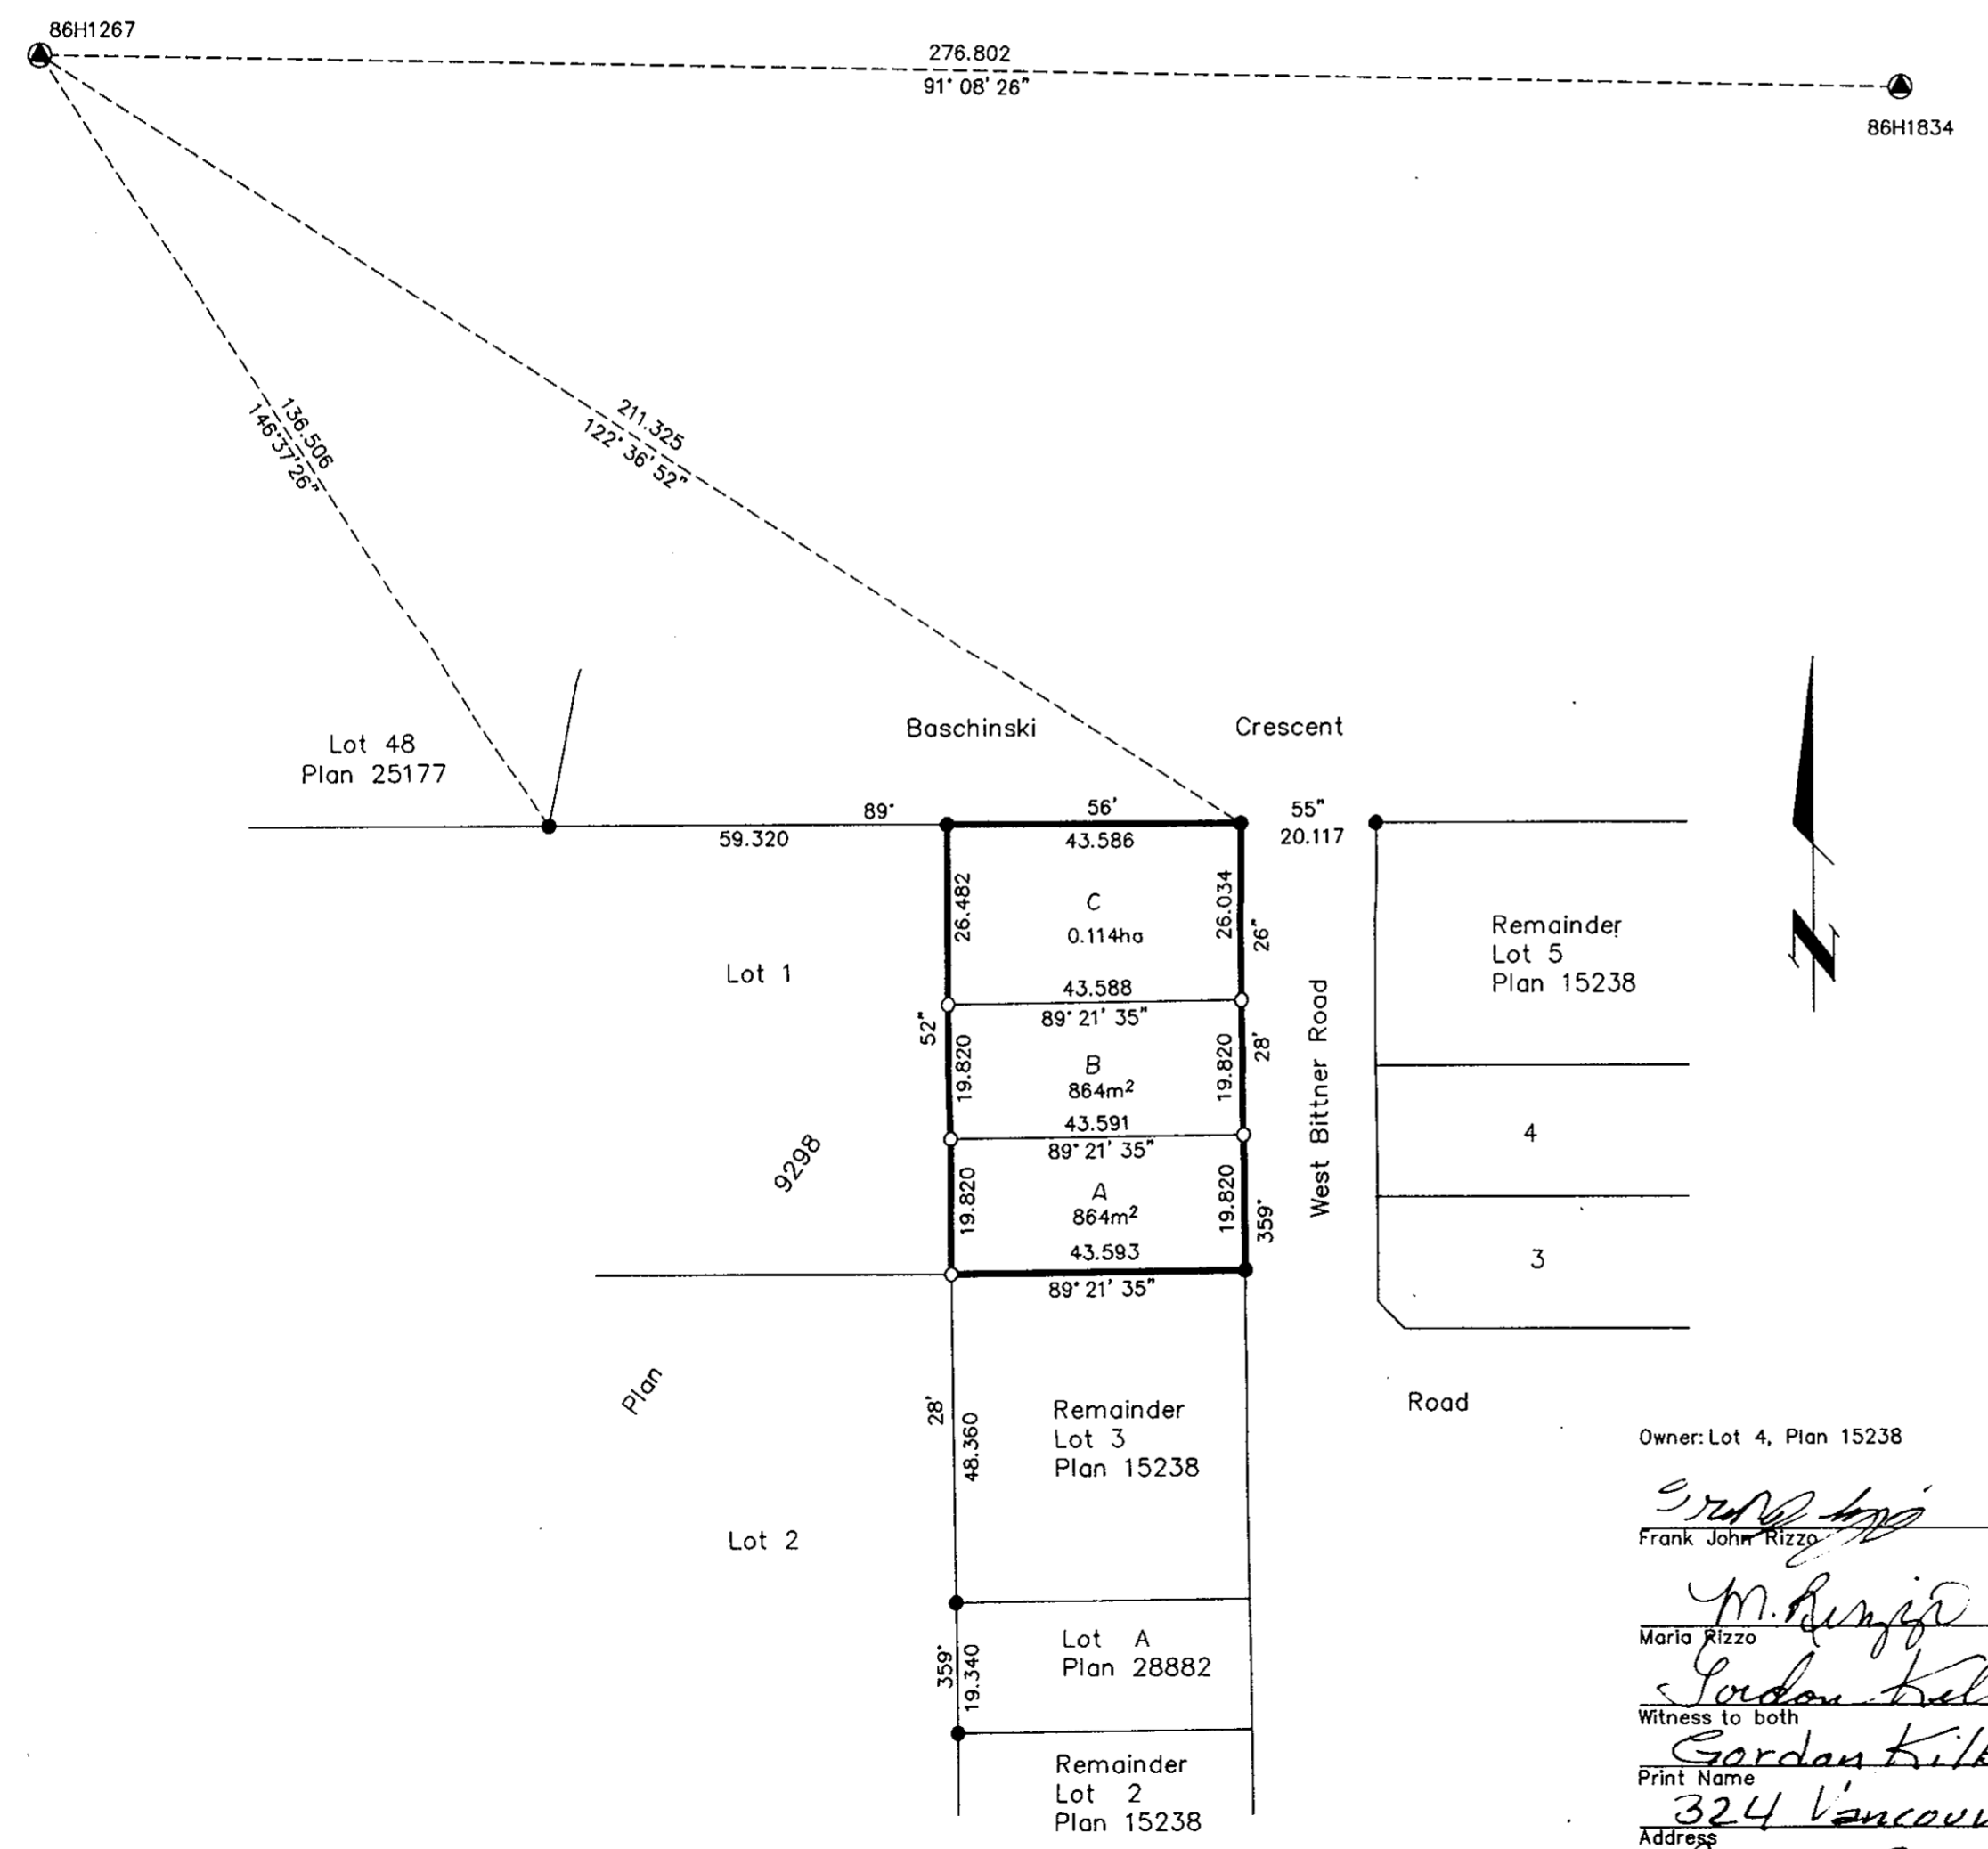 86H1267
276.802
91° 08' 26"
86H1834
136.506
146°37'26"
211.325
122° 36' 52"
Baschinski Crescent
Lot 48
Plan 25177
89° 56' 55"
59.320 43.586 20.117
26.482
C
0.114ha
26.034
26"
Remainder
Lot 5
Plan 15238
N
Lot 1
43.588
89° 21' 35"
52"
19.820
B
864m²
19.820
28'
West Bittner Road
43.591
89° 21' 35"
4
9298
19.820
A
864m²
19.820
359°
3
43.593
89° 21' 35"
Plan
28'
48.360
Remainder
Lot 3
Plan 15238
Road
Owner: Lot 4, Plan 15238
Frank John Rizzo
Lot 2
M.
Maria Rizzo
359°
19.340
Lot A
Plan 28882
Gordon
Witness to both
Gordon
Print Name
Remainder
Lot 2
Plan 15238
324
Address